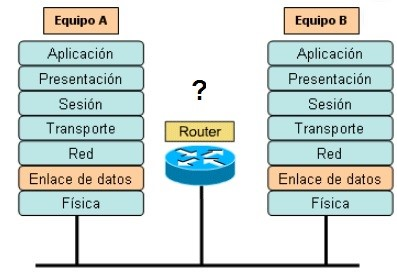 Equipo A
Aplicación
Presentación
Sesión
Transporte
Red
Enlace de datos
Física
?
Router
Equipo B
Aplicación
Presentación
Sesión
Transporte
Red
Enlace de datos
Física